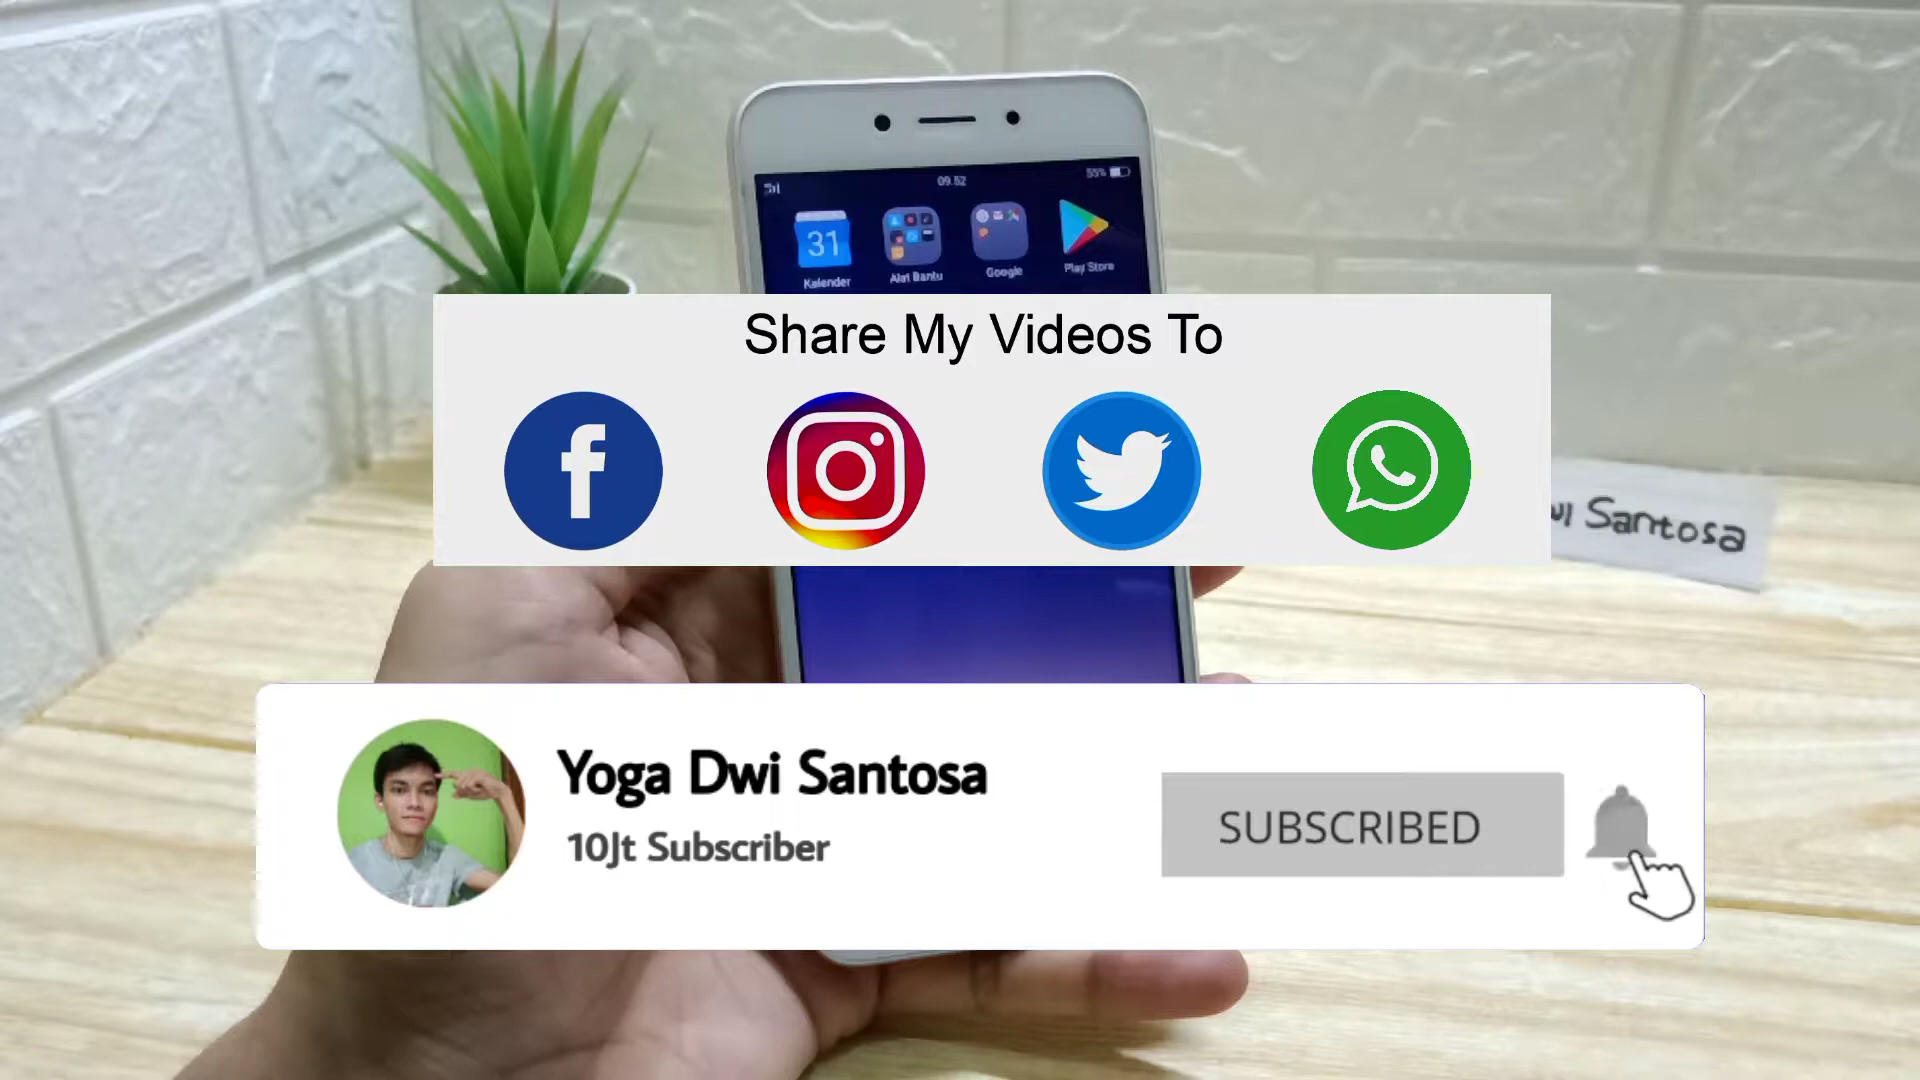 09.52
55%
31
Kalender
Alat Bantu
Google
Play Store
Share My Videos To
Santosa
Yoga Dwi Santosa
10Jt Subscriber
SUBSCRIBED